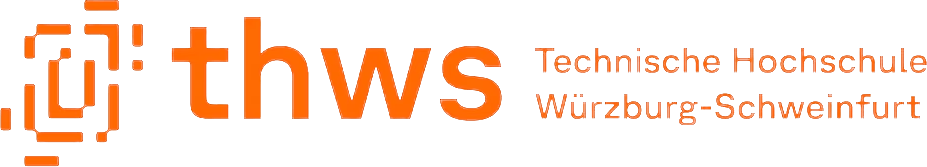 thws
Technische Hochschule
Würzburg-Schweinfurt